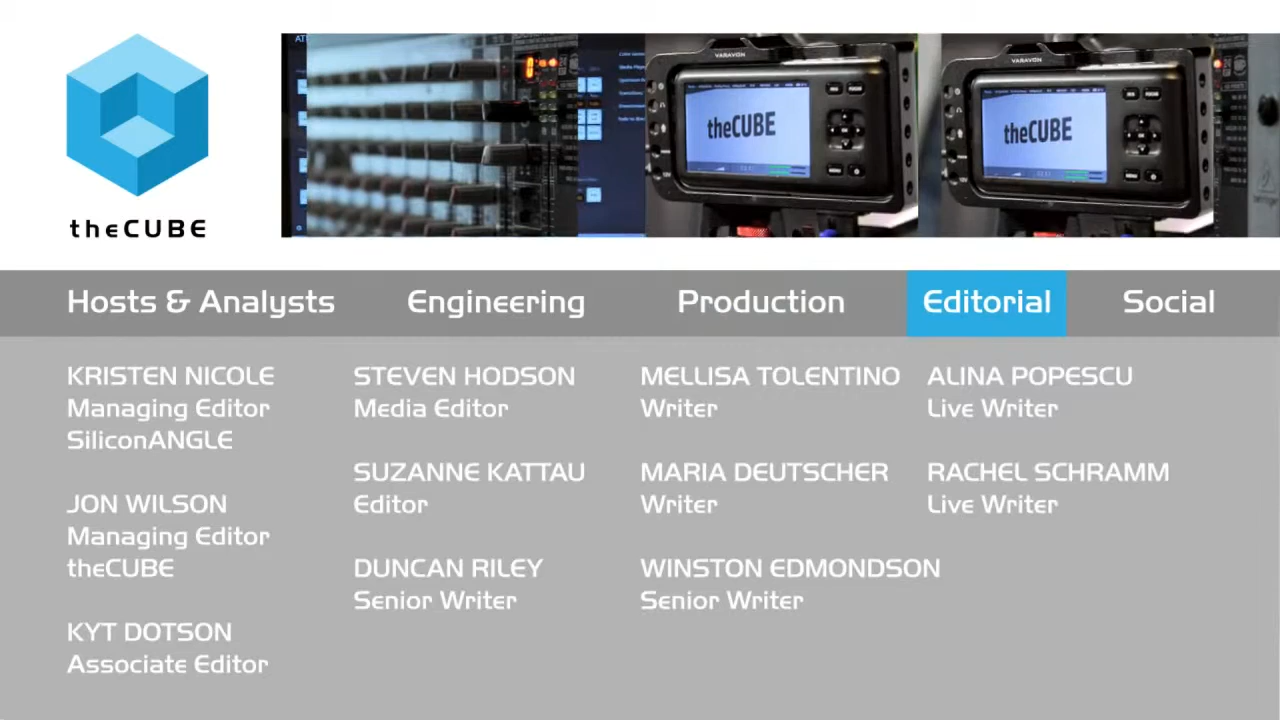 theCUBE
VARAVON
theCUBE
VARAVON
theCUBE
Hosts & Analysts
Engineering
Production
Editorial
Social
KRISTEN NICOLE
Managing Editor
SiliconANGLE
JON WILSON
Managing Editor
theCUBE
KYT DOTSON
Associate Editor
STEVEN HODSON
Media Editor
SUZANNE KATTAU
Editor
DUNCAN RILEY
Senior Writer
MELLISA TOLENTINO
Writer
MARIA DEUTSCHER
Writer
WINSTON EDMONDSON
Senior Writer
ALINA POPESCU
Live Writer
RACHEL SCHRAMM
Live Writer